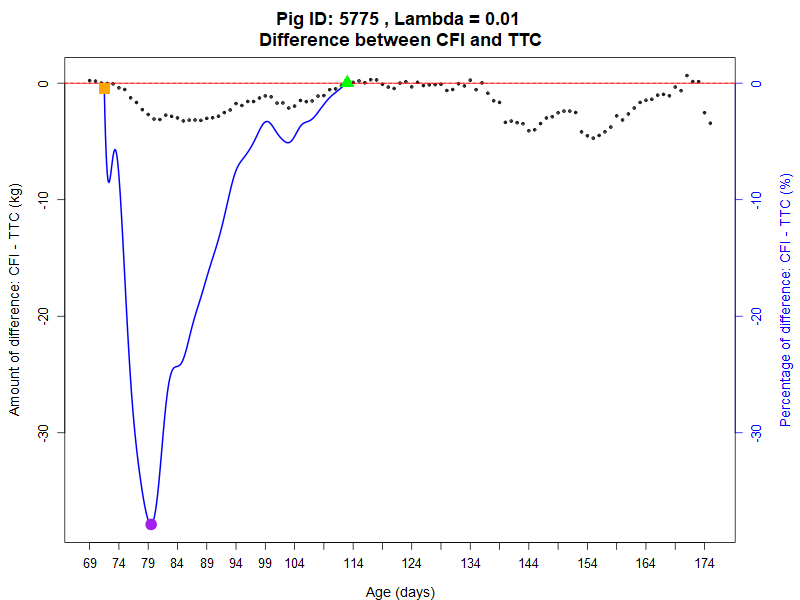 Pig ID: 5775 , Lambda = 0.01
Difference between CFI and TTC
Amount of difference: CFI - TTC (kg)
0
-10
-20
-30
0
-10
-20
-30
Percentage of difference: CFI - TTC (%)
69 74 79 84 89 94 99 104 114 124 134 144 154 164 174
Age (days)